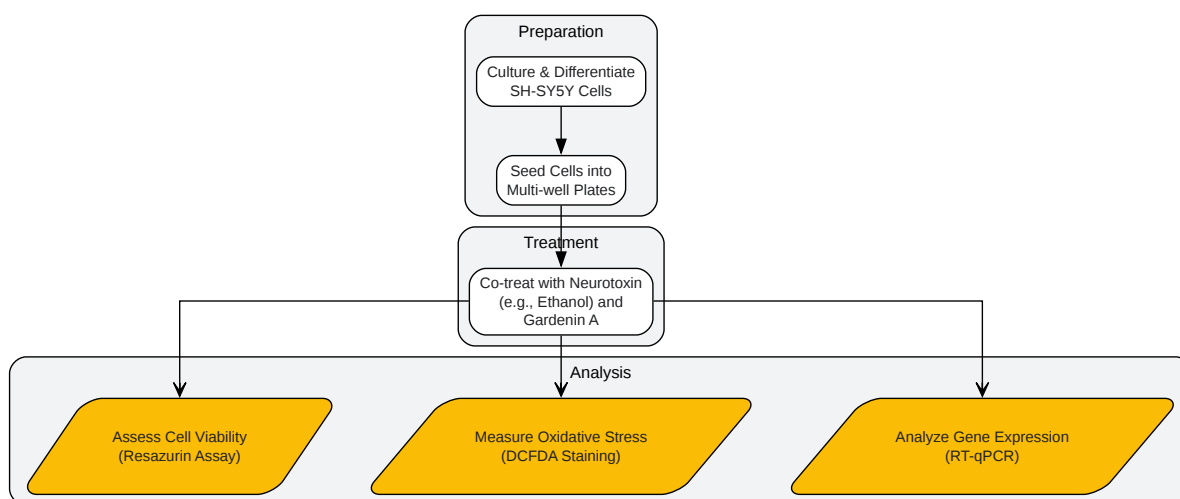 Preparation
Culture & Differentiate
SH-SY5Y Cells
Seed Cells into
Multi-well Plates
Treatment
Co-treat with Neurotoxin
(e.g., Ethanol) and
Gardenin A
Analysis
Assess Cell Viability
(Resazurin Assay)
Measure Oxidative Stress
(DCFDA Staining)
Analyze Gene Expression
(RT-qPCR)